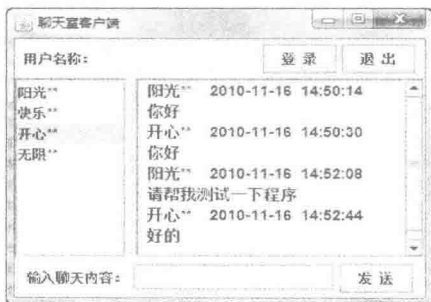 聊天室客户端
用户名称:
登 录
退 出
阳光**
快乐**
开心**
无限**
阳光** 2010-11-16 14:50:14
你好
开心** 2010-11-16 14:50:30
你好
阳光** 2010-11-16 14:52:08
请帮我测试一下程序
开心** 2010-11-16 14:52:44
好的
输入聊天内容:
发 送